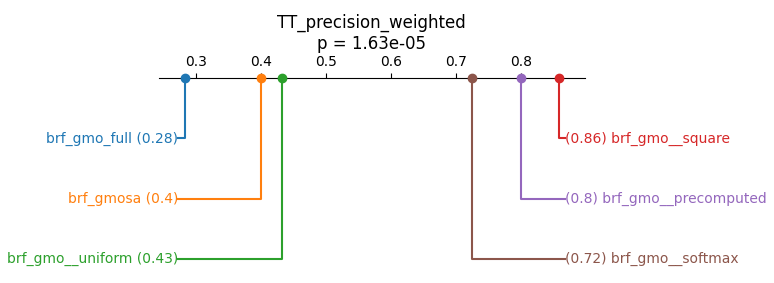 TT_precision_weighted
p = 1.63e-05
0.3 0.4 0.5 0.6 0.7 0.8
brf_gmo_full (0.28)
(0.86) brf_gmo__square
brf_gmosa (0.4)
(0.8) brf_gmo__precomputed
brf_gmo__uniform (0.43)
(0.72) brf_gmo__softmax